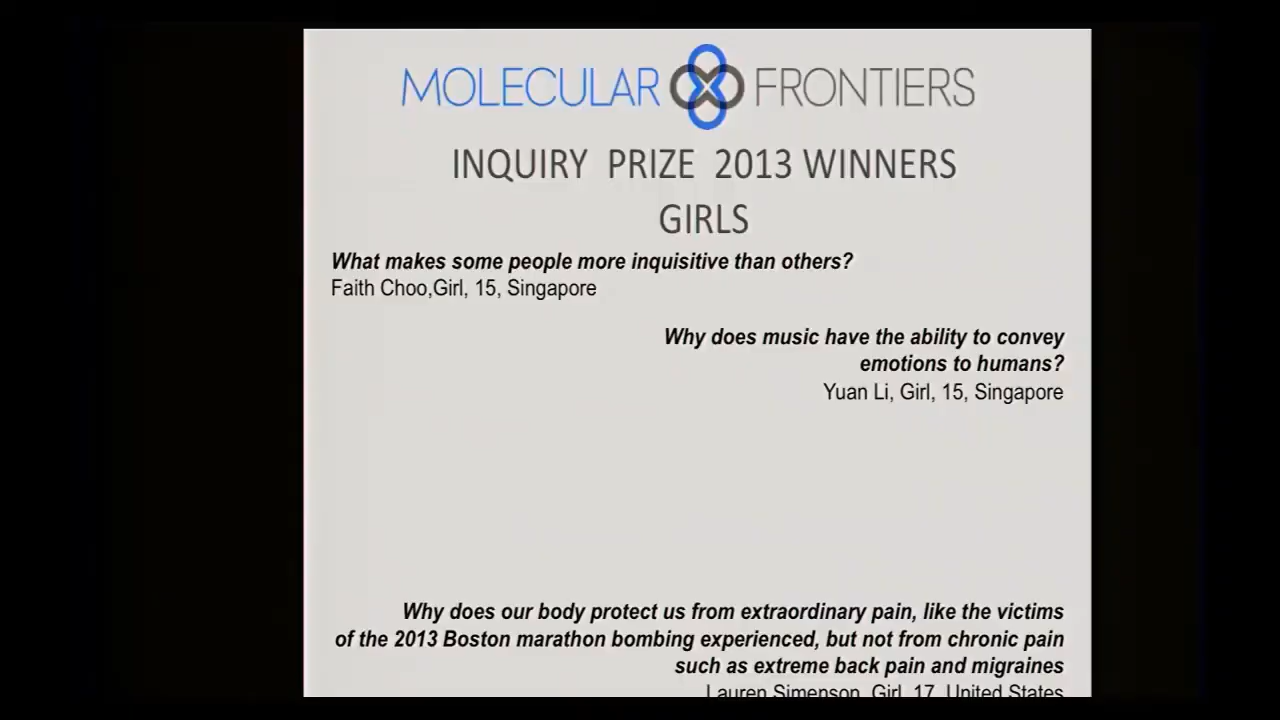 MOLECULAR FRONTIERS
INQUIRY PRIZE 2013 WINNERS
GIRLS
What makes some people more inquisitive than others?
Faith Choo,Girl, 15, Singapore
Why does music have the ability to convey
emotions to humans?
Yuan Li, Girl, 15, Singapore
Why does our body protect us from extraordinary pain, like the victims
of the 2013 Boston marathon bombing experienced, but not from chronic pain
such as extreme back pain and migraines
Lauren Simenson, Girl, 17, United States